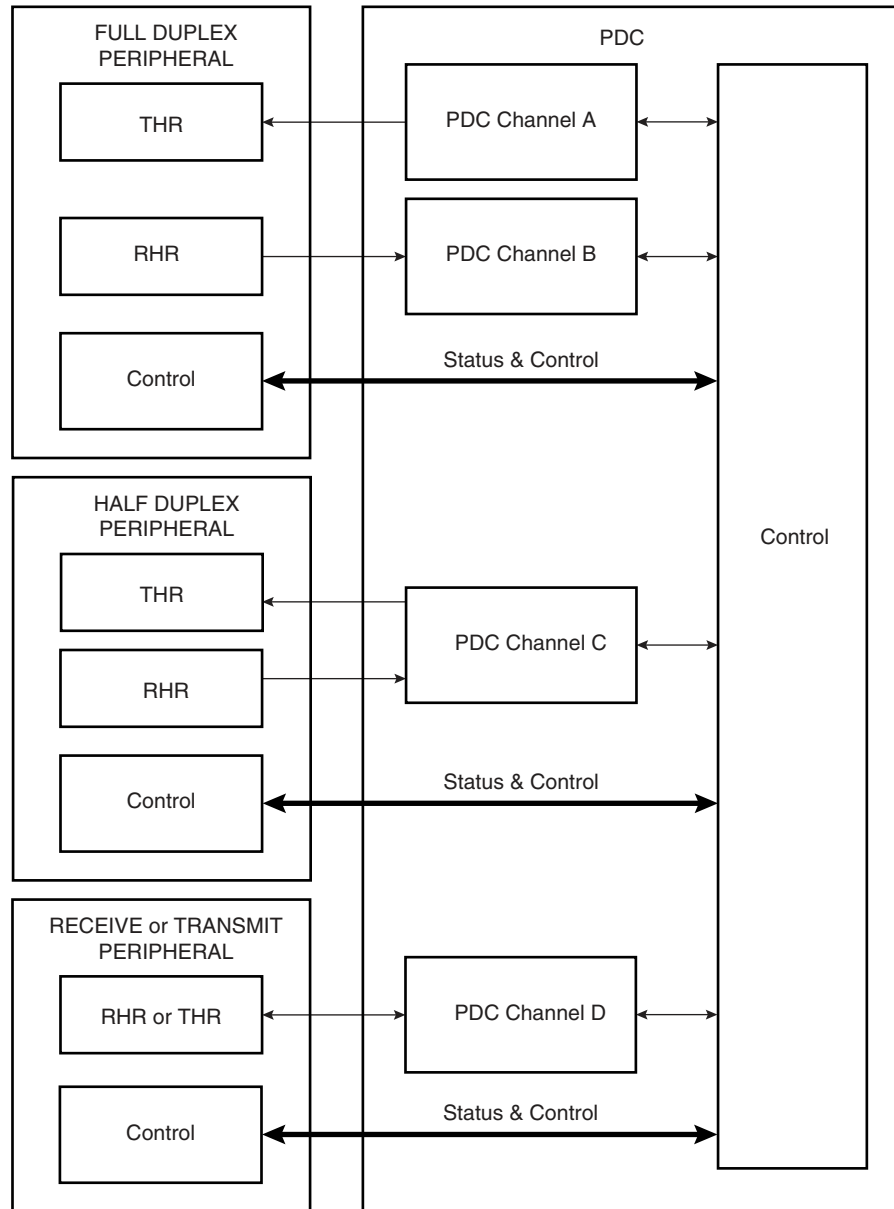 FULL DUPLEX
PERIPHERAL
PDC
THR
PDC Channel A
RHR
PDC Channel B
Control
Status & Control
HALF DUPLEX
PERIPHERAL
Control
THR
PDC Channel C
RHR
Control
Status & Control
RECEIVE or TRANSMIT
PERIPHERAL
RHR or THR
PDC Channel D
Control
Status & Control